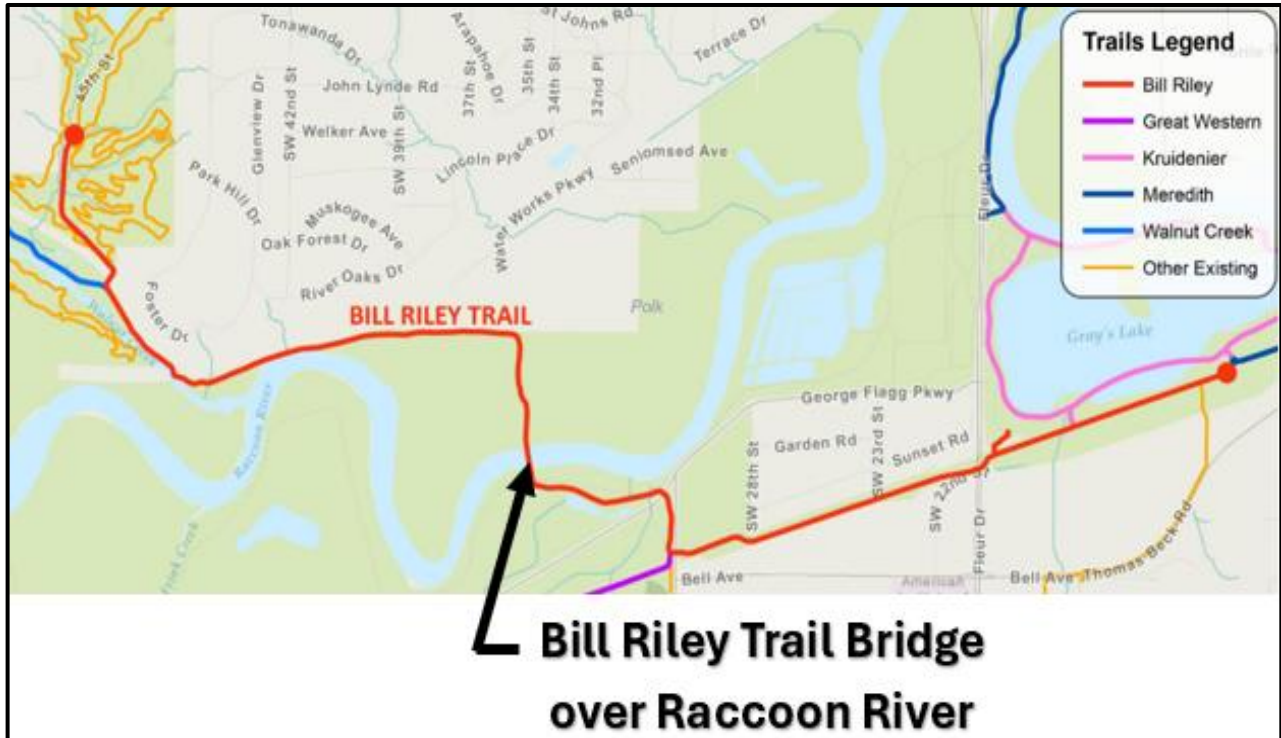 Tonawanda Dr
at Johns Rd
Terrace Dr
Arapahoe Dr
35th St
34th St
37th St
32nd Pl
45th St
John Lynde Rd
Glenview Dr
SW 42nd St
Welker Ave
SW 39th St
Lincoln Place Dr
Seniomsed Ave
Park Hill Dr
Muskogee Ave
Water Works Pkwy
Oak Forest Dr
River Oaks Dr
Foster Dr
Walnut Creek
BILL RILEY TRAIL
Polk
Raccoon River
Fleur Dr
Gray's Lake
George Flagg Pkwy
Garden Rd
SW 23rd St
Sunset Rd
SW 28th St
SW 22nd St
Fleur Dr
Bell Ave
American
Bell Ave
Thomas Beck Rd
Trails Legend
Bill Riley
Great Western
Kruidenier
Meredith
Walnut Creek
Other Existing
Bill Riley Trail Bridge
over Raccoon River